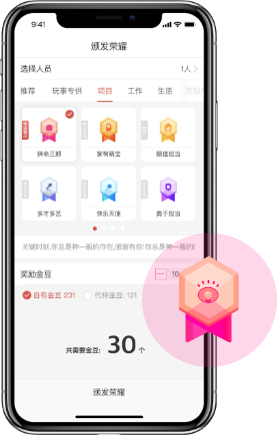 9:41
颁发荣耀
选择人员 1人
推荐 玩事专供 项目 工作 生活
拼命三郎 家有萌宝 颜值担当
多才多艺 快乐天使 勇于担当
关键时刻,你总是神一般的存在,感谢有你!你总是神一般的
奖励金豆 10
自有金豆 231 代持金豆: 121
共需要金豆: 30 个
颁发荣耀